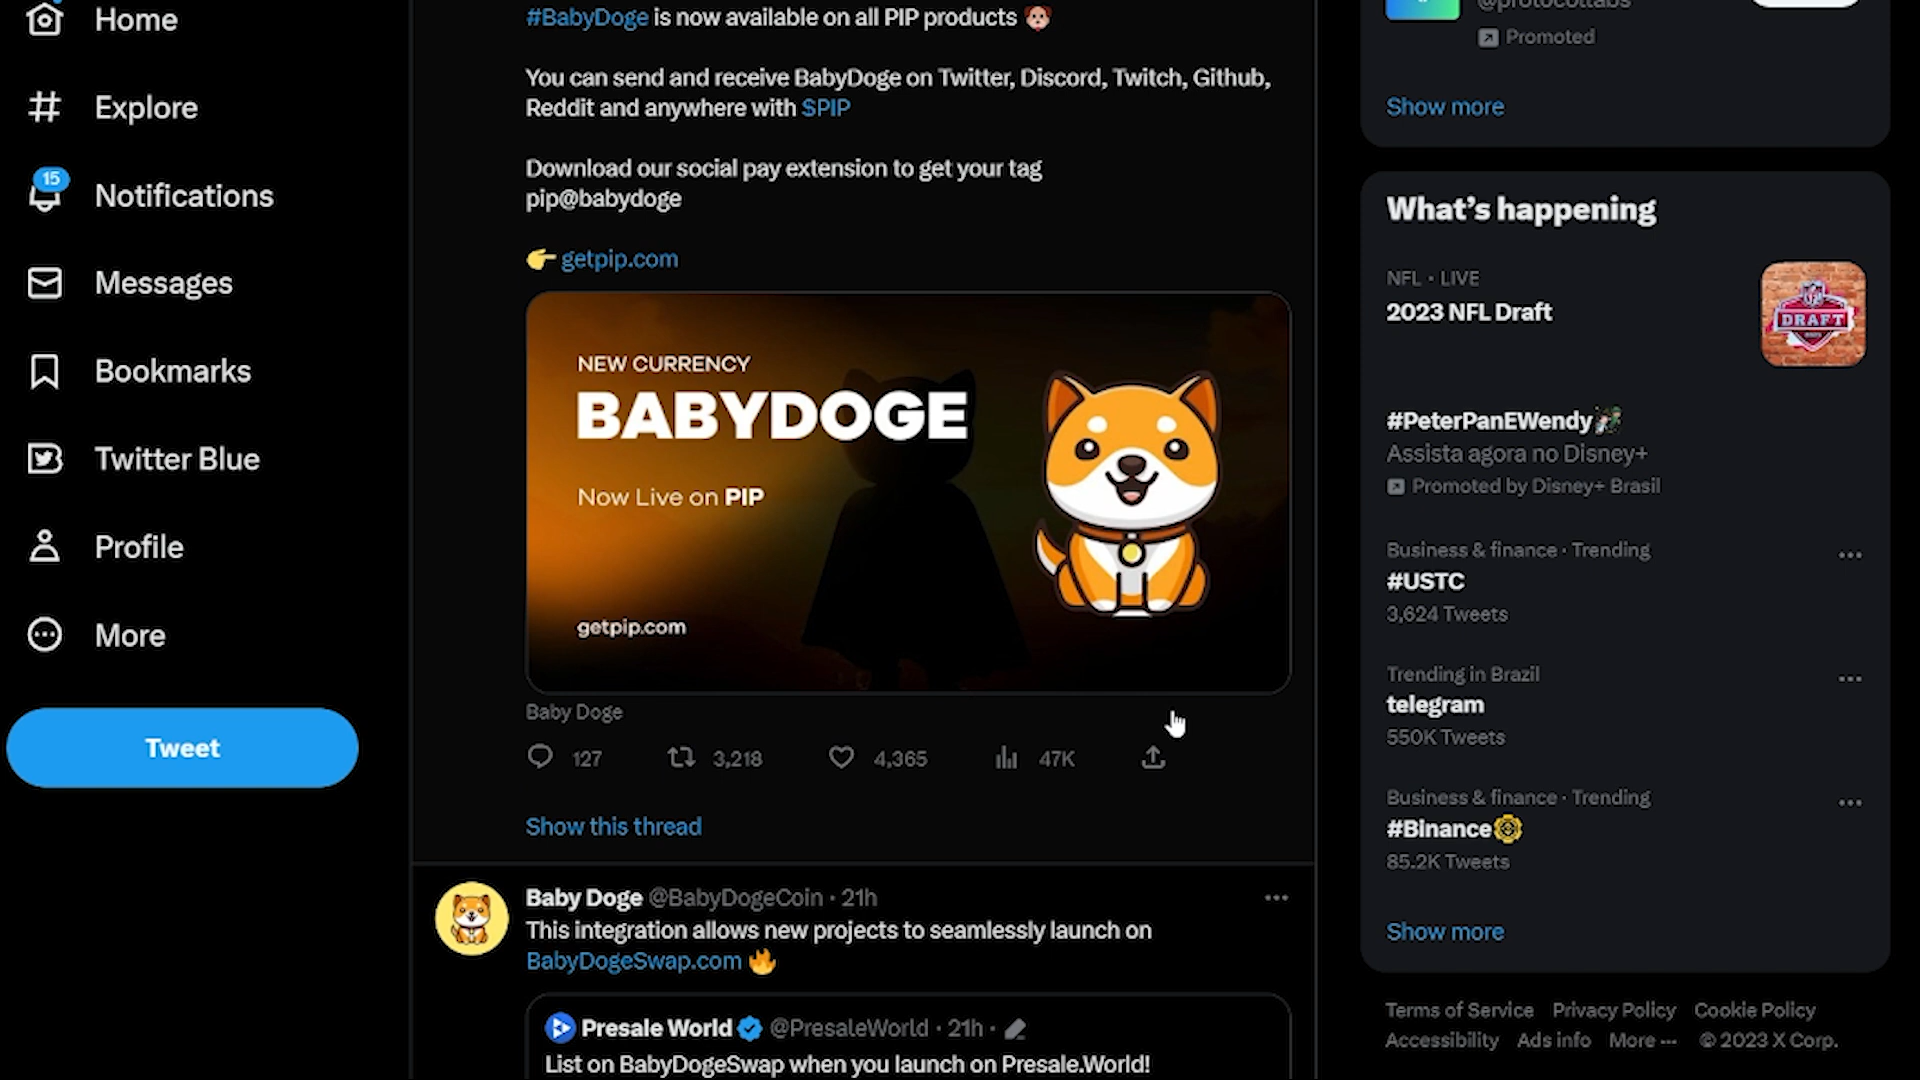 Home
Explore
15
Notifications
Messages
Bookmarks
Twitter Blue
Profile
More
Tweet
#BabyDoge is now available on all PIP products
You can send and receive BabyDoge on Twitter, Discord, Twitch, Github,
Reddit and anywhere with $PIP
Download our social pay extension to get your tag
pip@babydoge
getpip.com
NEW CURRENCY
BABYDOGE
Now Live on PIP
getpip.com
Baby Doge
127 3,218 4,365 47K
Show this thread
Baby Doge @BabyDogeCoin · 21h
This integration allows new projects to seamlessly launch on
BabyDogeSwap.com
Presale World @PresaleWorld · 21h ·
List on BabyDogeSwap when you launch on Presale.World!
@protocollabs
Promoted
Show more
What's happening
NFL · LIVE
2023 NFL Draft
DRAFT
#PeterPanEWendy
Assista agora no Disney+
Promoted by Disney+ Brasil
Business & finance · Trending
#USTC
3,624 Tweets
Trending in Brazil
telegram
550K Tweets
Business & finance · Trending
#Binance
85.2K Tweets
Show more
Terms of Service Privacy Policy Cookie Policy
Accessibility Ads info More ··· © 2023 X Corp.